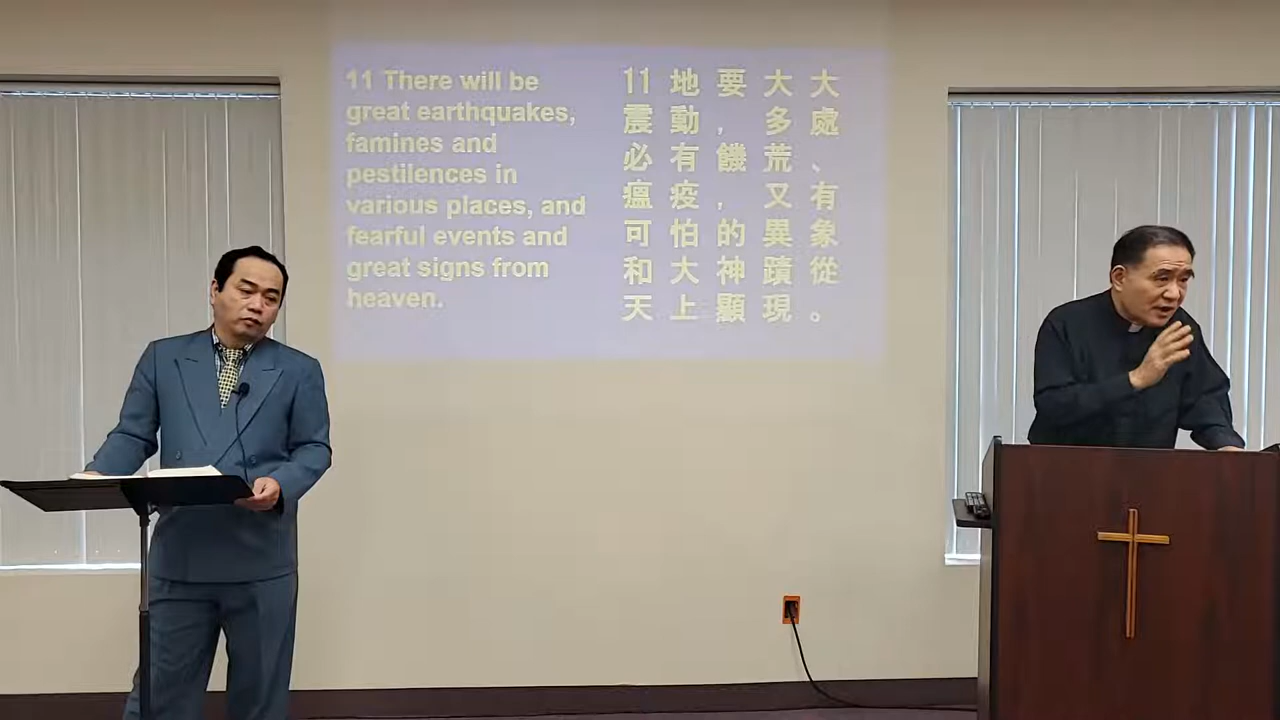 11 There will be
great earthquakes,
famines and
pestilences in
various places, and
fearful events and
great signs from
heaven.
11 地要大大
震動，多處
必有饑荒、
瘟疫，又有
可怕的異象
和大神蹟從
天上顯現。